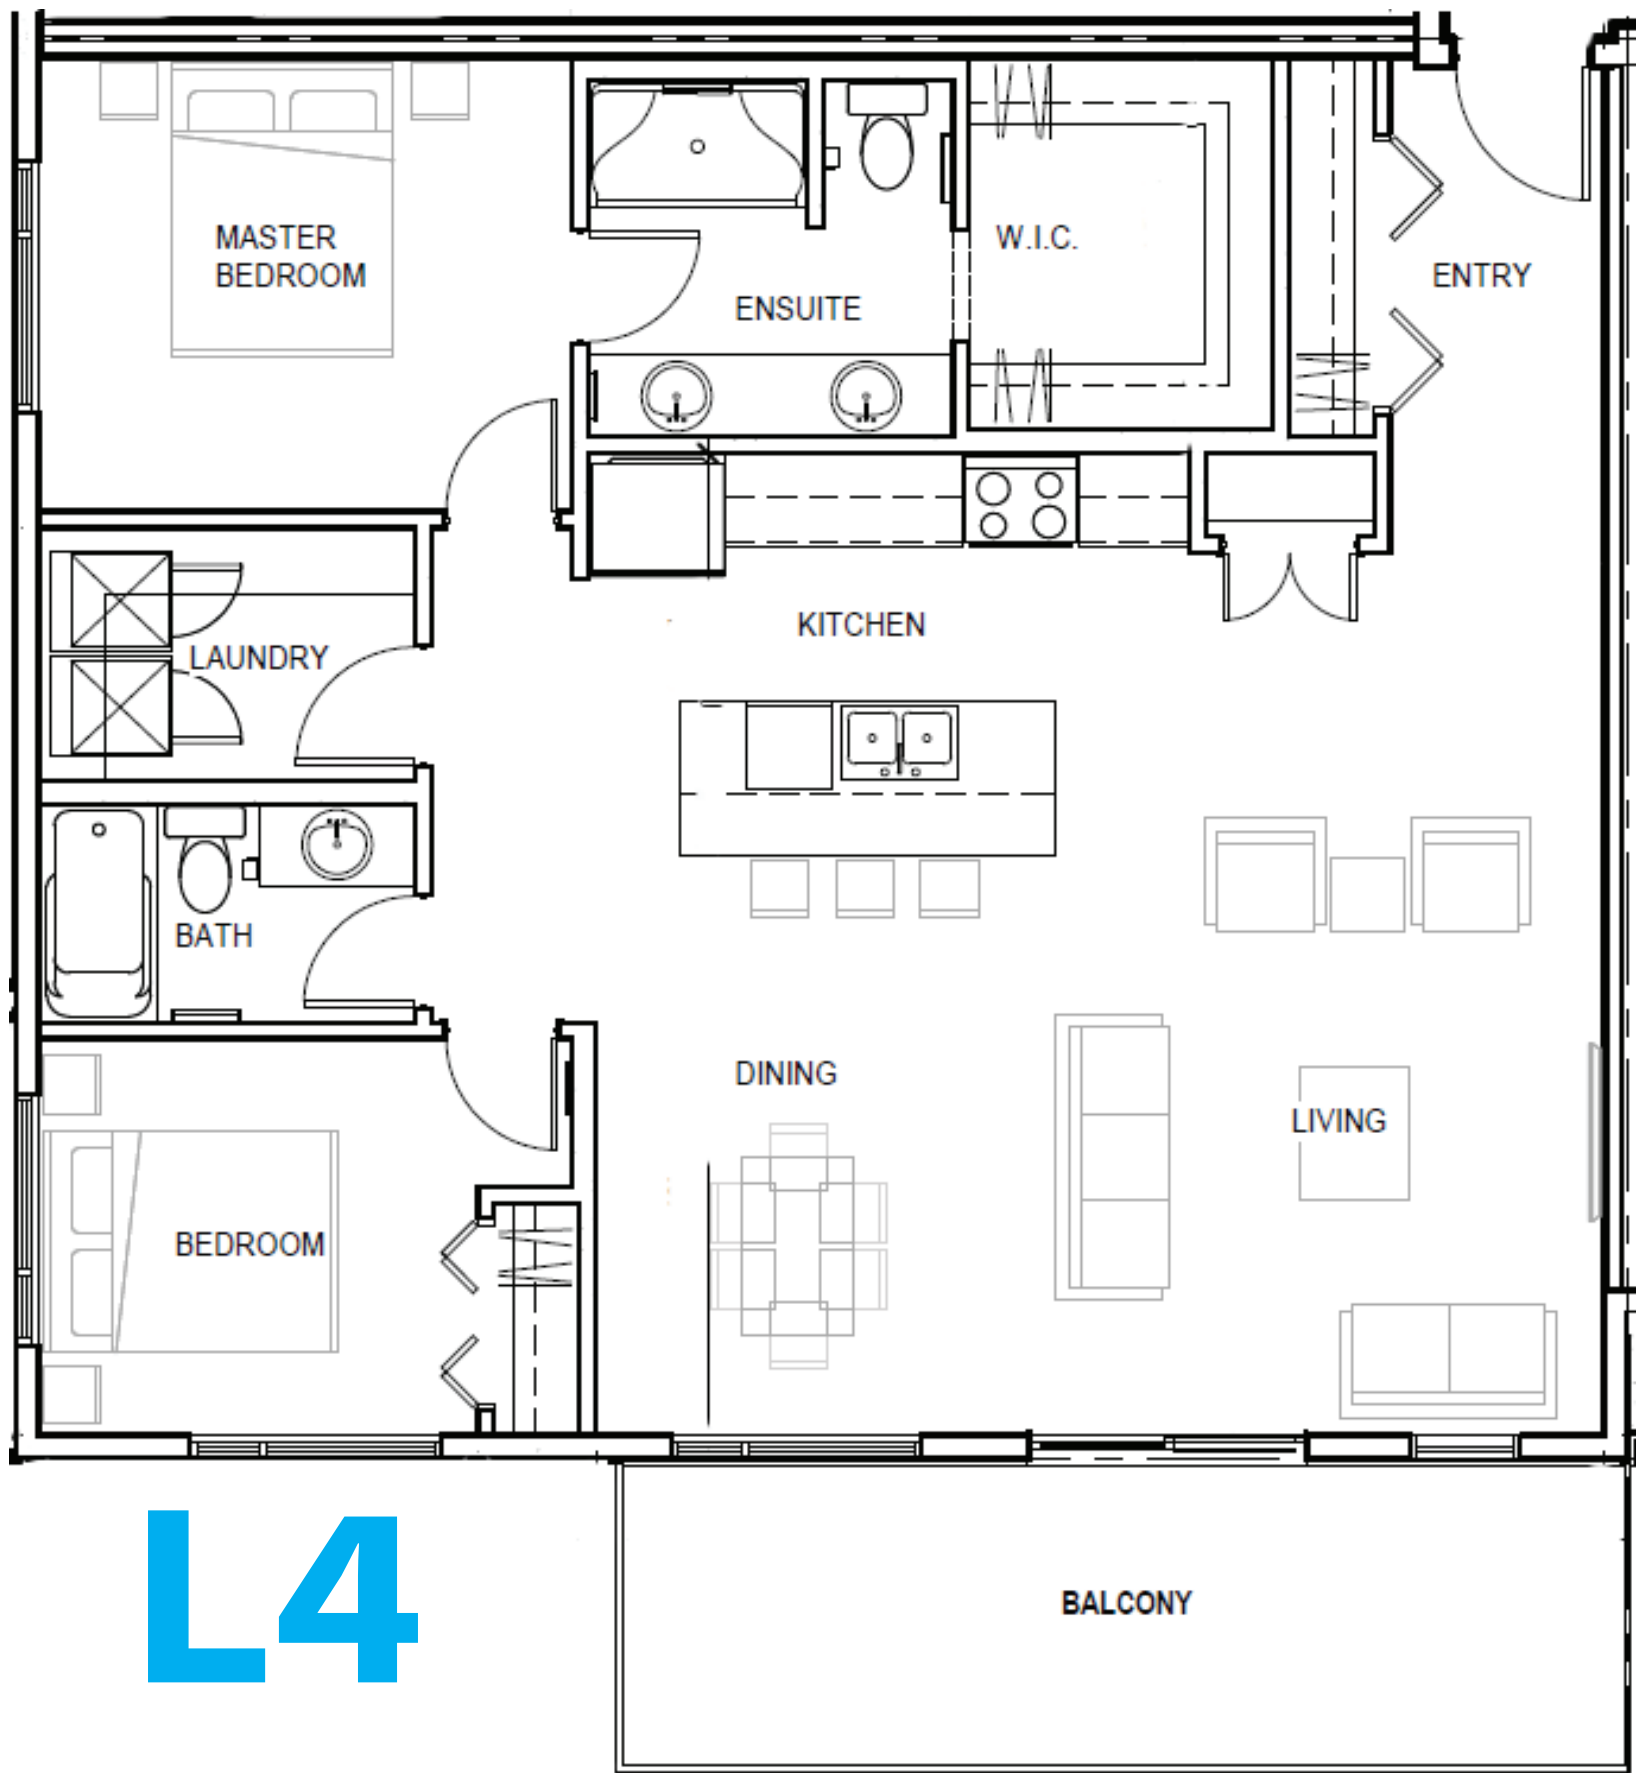 MASTER
BEDROOM
ENSUITE
W.I.C.
ENTRY
KITCHEN
LAUNDRY
BATH
DINING
LIVING
BEDROOM
BALCONY
L4